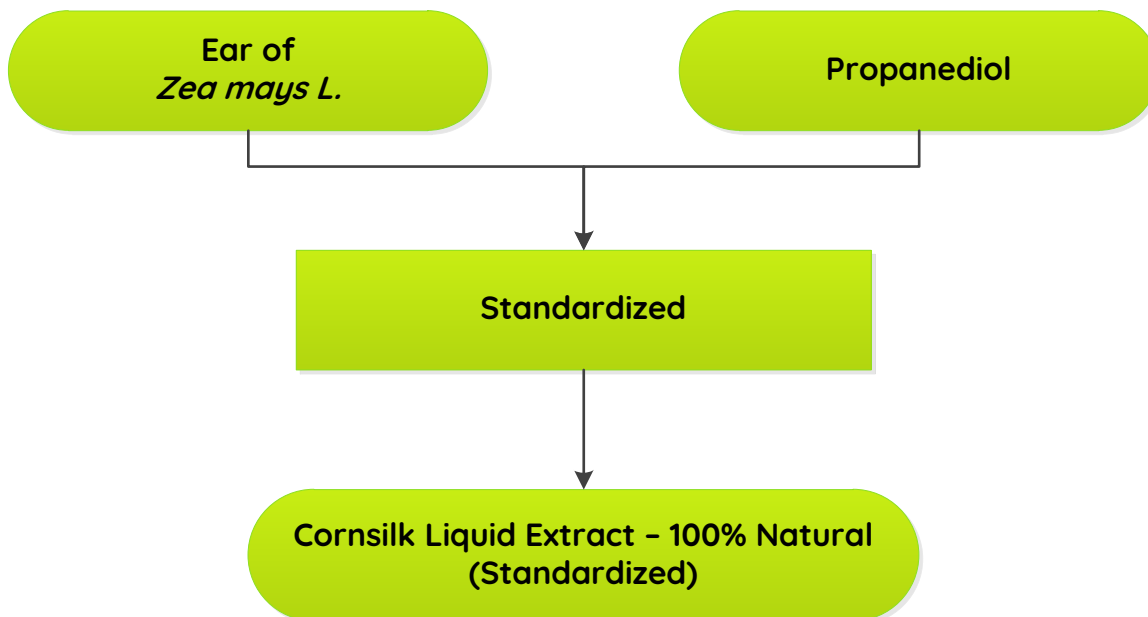 Ear of
Zea mays L.
Propanediol
Standardized
Cornsilk Liquid Extract – 100% Natural
(Standardized)